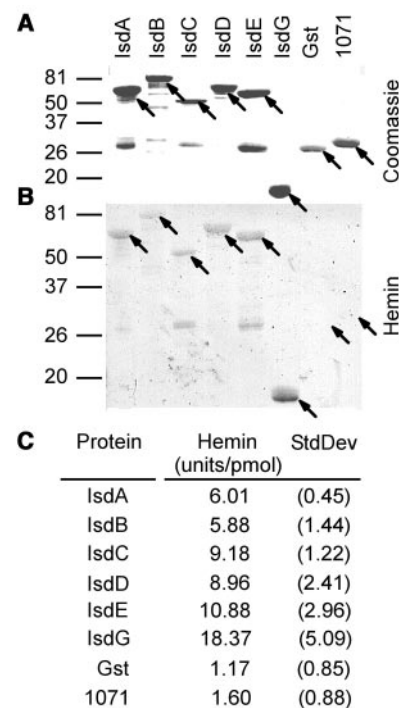 A
IsdA IsdB IsdC IsdD IsdE IsdG Gst 1071
81
50
37
26
20
Coomassie
B
81
50
37
26
20
Hemin
C
Protein Hemin StdDev
(units/pmol)
IsdA 6.01 (0.45)
IsdB 5.88 (1.44)
IsdC 9.18 (1.22)
IsdD 8.96 (2.41)
IsdE 10.88 (2.96)
IsdG 18.37 (5.09)
Gst 1.17 (0.85)
1071 1.60 (0.88)